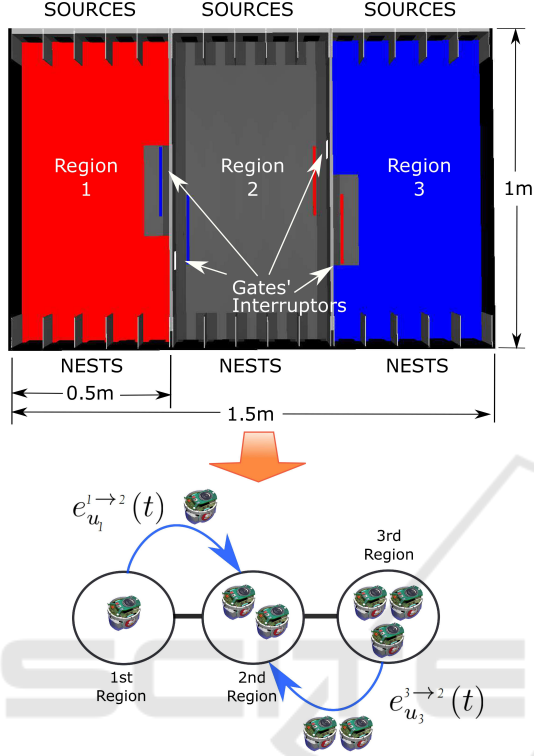 SOURCES SOURCES SOURCES
Region 1
Region 2
Region 3
1m
Gates'
Interruptors
NESTS NESTS NESTS
0.5m
1.5m
e_{u_1}^{1→2}(t)
3rd
Region
1st
Region
2nd
Region
e_{u_3}^{3→2}(t)